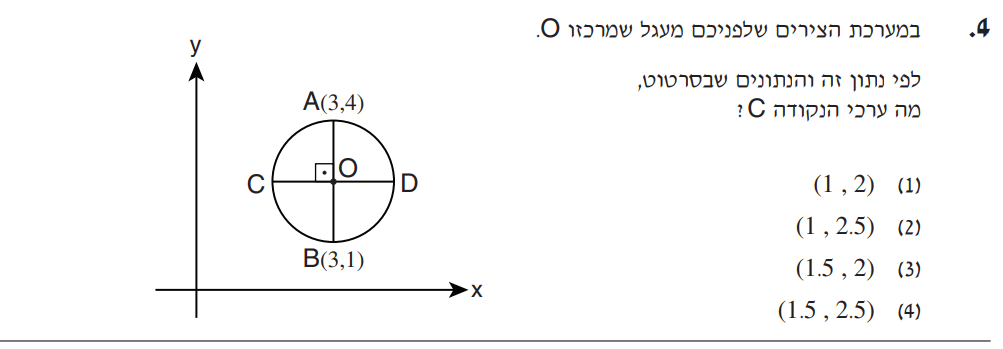 4. במערכת הצירים שלפניכם מעגל שמרכזו O.
לפי נתון זה והנתונים שבסרטוט,
מה ערכי הנקודה C?
(1) (1 , 2)
(2) (1 , 2.5)
(3) (1.5 , 2)
(4) (1.5 , 2.5)
y
A(3,4)
O
C
D
B(3,1)
x